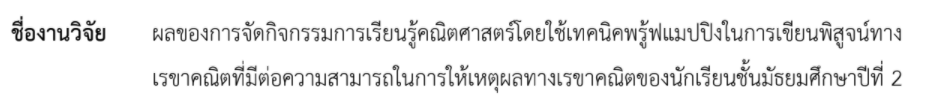 ชื่องานวิจัย ผลของการจัดกิจกรรมการเรียนรู้คณิตศาสตร์โดยใช้เทคนิคพรู้ฟแมปปิงในการเขียนพิสูจน์ทาง
เรขาคณิตที่มีต่อความสามารถในการให้เหตุผลทางเรขาคณิตของนักเรียนชั้นมัธยมศึกษาปีที่ 2